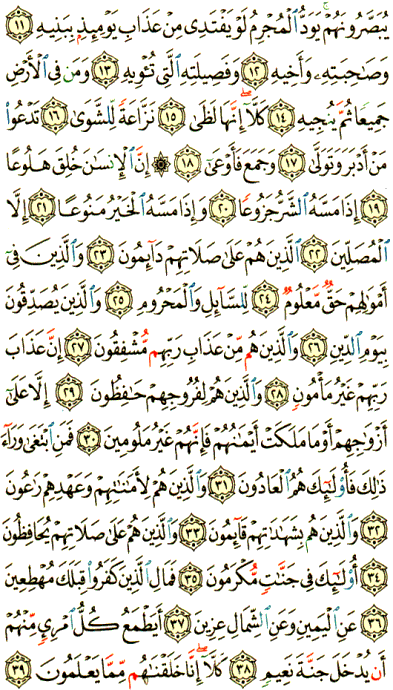 يُبَصَّرُونَهُمْ ۚ يَوَدُّ ٱلْمُجْرِمُ لَوْ يَفْتَدِى مِنْ عَذَابِ يَوْمِئِذٍۭ بِبَنِيهِ ١١
وَصَٰحِبَتِهِۦ وَأَخِيهِ ١٢ وَفَصِيلَتِهِ ٱلَّتِى تُـْٔوِيهِ ١٣ وَمَن فِى ٱلْأَرْضِ
جَمِيعًا ثُمَّ يُنجِيهِ ١٤ كَلَّآ ۖ إِنَّهَا لَظَىٰ ١٥ نَزَّاعَةً لِّلشَّوَىٰ ١٦ تَدْعُوا۟
مَنْ أَدْبَرَ وَتَوَلَّىٰ ١٧ وَجَمَعَ فَأَوْعَىٰٓ ١٨ ۞ إِنَّ ٱلْإِنسَٰنَ خُلِقَ هَلُوعًا
١٩ إِذَا مَسَّهُ ٱلشَّرُّ جَزُوعًا ٢٠ وَإِذَا مَسَّهُ ٱلْخَيْرُ مَنُوعًا ٢١ إِلَّا
ٱلْمُصَلِّينَ ٢٢ ٱلَّذِينَ هُمْ عَلَىٰ صَلَاتِهِمْ دَآئِمُونَ ٢٣ وَٱلَّذِينَ فِىٓ
أَمْوَٰلِهِمْ حَقٌّ مَّعْلُومٌ ٢٤ لِّلسَّآئِلِ وَٱلْمَحْرُومِ ٢٥ وَٱلَّذِينَ يُصَدِّقُونَ
بِيَوْمِ ٱلدِّينِ ٢٦ وَٱلَّذِينَ هُم مِّنْ عَذَابِ رَبِّهِم مُّشْفِقُونَ ٢٧ إِنَّ عَذَابَ
رَبِّهِمْ غَيْرُ مَأْمُونٍ ٢٨ وَٱلَّذِينَ هُمْ لِفُرُوجِهِمْ حَٰفِظُونَ ٢٩ إِلَّا عَلَىٰٓ
أَزْوَٰجِهِمْ أَوْ مَا مَلَكَتْ أَيْمَٰنُهُمْ فَإِنَّهُمْ غَيْرُ مَلُومِينَ ٣٠ فَمَنِ ٱبْتَغَىٰ وَرَآءَ
ذَٰلِكَ فَأُو۟لَٰٓئِكَ هُمُ ٱلْعَادُونَ ٣١ وَٱلَّذِينَ هُمْ لِأَمَٰنَٰتِهِمْ وَعَهْدِهِمْ رَٰعُونَ
٣٢ وَٱلَّذِينَ هُم بِشَهَٰدَٰتِهِمْ قَآئِمُونَ ٣٣ وَٱلَّذِينَ هُمْ عَلَىٰ صَلَاتِهِمْ يُحَافِظُونَ
٣٤ أُو۟لَٰٓئِكَ فِى جَنَّٰتٍ مُّكْرَمُونَ ٣٥ فَمَالِ ٱلَّذِينَ كَفَرُوا۟ قِبَلَكَ مُهْطِعِينَ
٣٦ عَنِ ٱلْيَمِينِ وَعَنِ ٱلشِّمَالِ عِزِينَ ٣٧ أَيَطْمَعُ كُلُّ ٱمْرِئٍ مِّنْهُمْ
أَن يُدْخَلَ جَنَّةَ نَعِيمٍ ٣٨ كَلَّآ ۖ إِنَّا خَلَقْنَٰهُم مِّمَّا يَعْلَمُونَ ٣٩